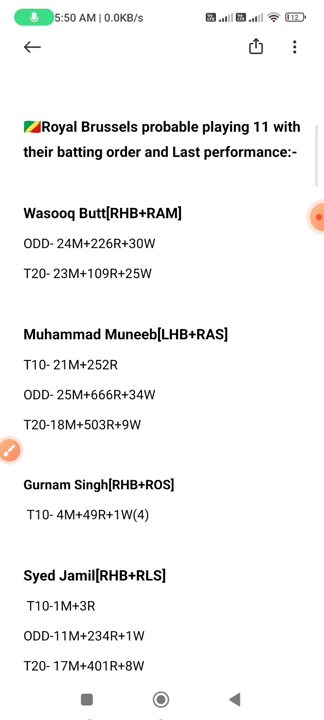 5:50 AM | 0.0KB/s
12
🇨🇬Royal Brussels probable playing 11 with
their batting order and Last performance:-
Wasooq Butt[RHB+RAM]
ODD- 24M+226R+30W
T20- 23M+109R+25W
Muhammad Muneeb[LHB+RAS]
T10- 21M+252R
ODD- 25M+666R+34W
T20-18M+503R+9W
Gurnam Singh[RHB+ROS]
T10- 4M+49R+1W(4)
Syed Jamil[RHB+RLS]
T10-1M+3R
ODD-11M+234R+1W
T20- 17M+401R+8W